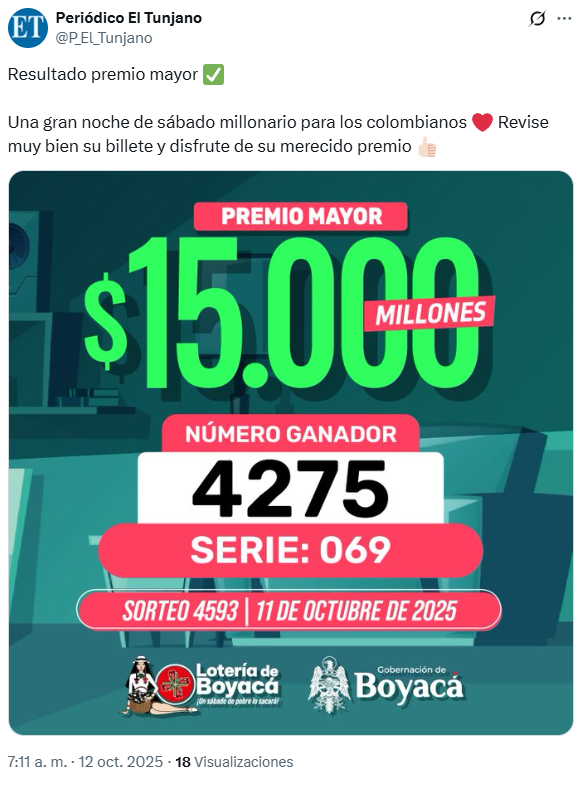 ET
Periódico El Tunjano
@P_El_Tunjano
Resultado premio mayor ✅
Una gran noche de sábado millonario para los colombianos ❤️ Revise
muy bien su billete y disfrute de su merecido premio 👍🏻
PREMIO MAYOR
$15.000
MILLONES
NÚMERO GANADOR
4275
SERIE: 069
SORTEO 4593 | 11 DE OCTUBRE DE 2025
Lotería de
Boyacá
¡Un sábado de pobre lo sacará!
Gobernación de
Boyacá
7:11 a. m. · 12 oct. 2025 · 18 Visualizaciones